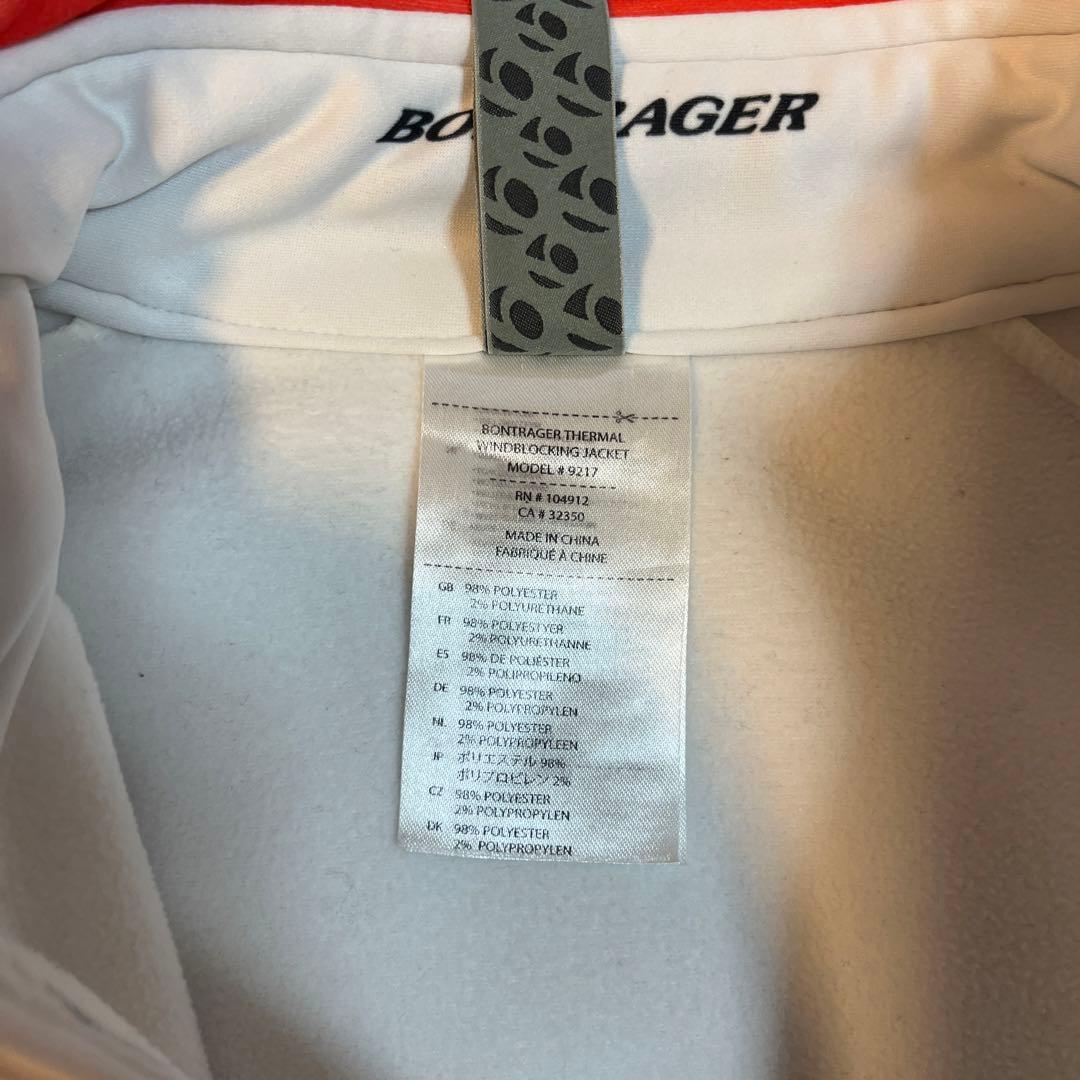 BO RAGER
BONTRAGER THERMAL
WINDBLOCKING JACKET
MODEL # 9217
RN # 104912
CA # 32350
MADE IN CHINA
FABRIQUÉ À CHINE
GB 98% POLYESTER
2% POLYURETHANE
FR 98% POLYESTYER
2% POLYURETHANNE
ES 98% DE POLIÉSTER
2% POLIPROPILENO
DE 98% POLYESTER
2% POLYPROPYLEN
NL 98% POLYESTER
2% POLYPROPYLEEN
JP ポリエステル 98%
ポリプロピレン 2%
CZ 98% POLYESTER
2% POLYPROPYLEN
DK 98% POLYESTER
2% POLYPROPYLEN